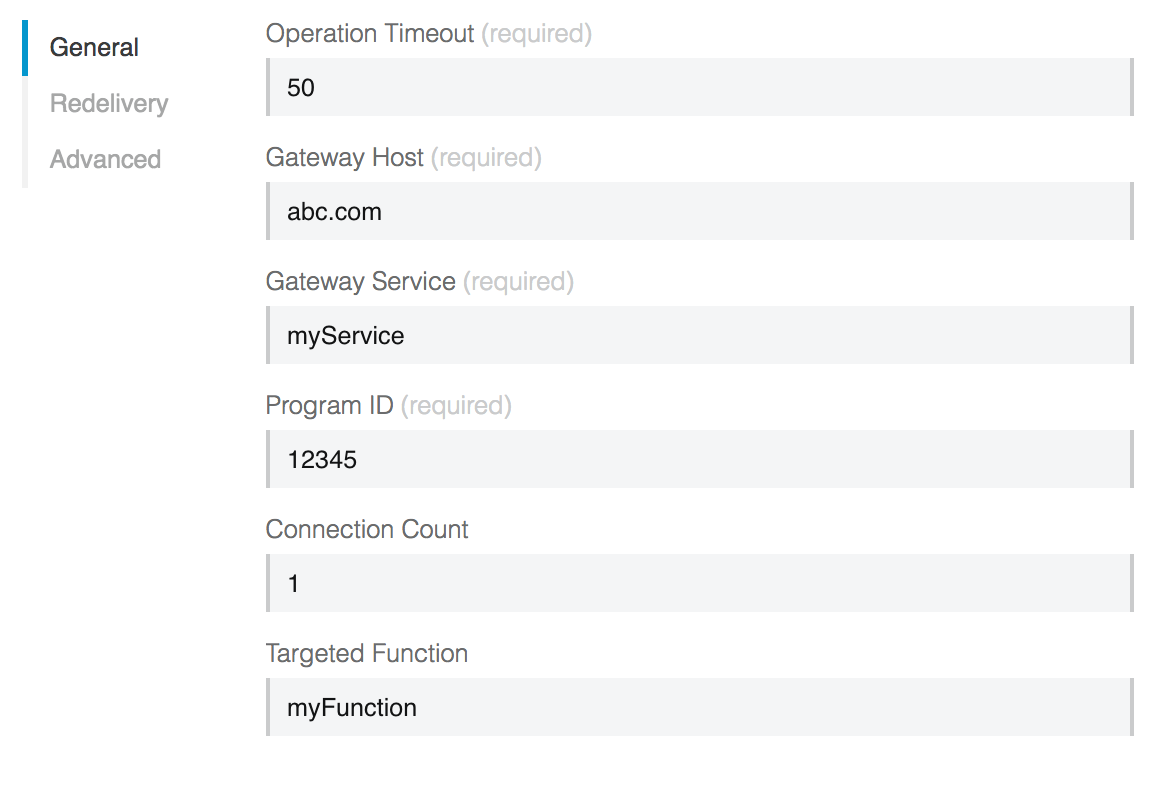 General
Redelivery
Advanced
Operation Timeout (required)
50
Gateway Host (required)
abc.com
Gateway Service (required)
myService
Program ID (required)
12345
Connection Count
1
Targeted Function
myFunction